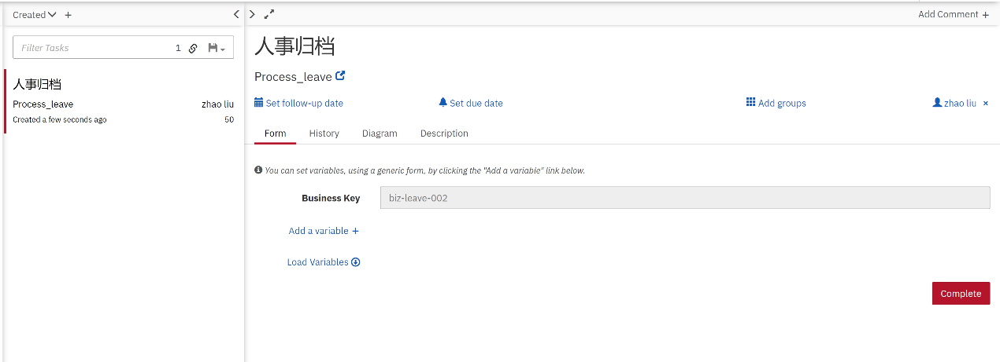 Created +
Add Comment +
Filter Tasks 1
人事归档
Process_leave zhao liu
Created a few seconds ago 50
人事归档
Process_leave
Set follow-up date Set due date Add groups zhao liu ×
Form History Diagram Description
You can set variables, using a generic form, by clicking the "Add a variable" link below.
Business Key biz-leave-002
Add a variable +
Load Variables
Complete